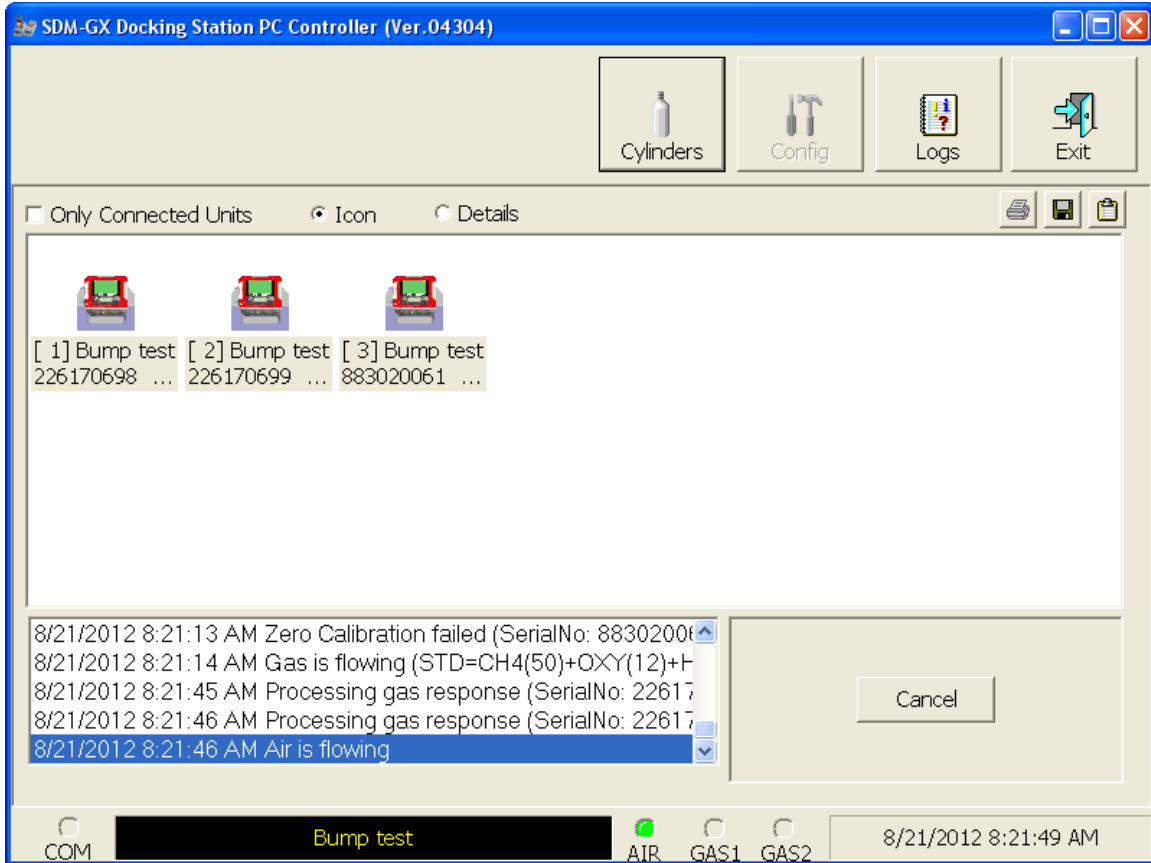 SDM-GX Docking Station PC Controller (Ver.04304)
Cylinders
Config
Logs
Exit
Only Connected Units
Icon
Details
[ 1] Bump test
226170698 ...
[ 2] Bump test
226170699 ...
[ 3] Bump test
883020061 ...
8/21/2012 8:21:13 AM Zero Calibration failed (SerialNo: 8830200
8/21/2012 8:21:14 AM Gas is flowing (STD=CH4(50)+OXY(12)+H
8/21/2012 8:21:45 AM Processing gas response (SerialNo: 22617
8/21/2012 8:21:46 AM Processing gas response (SerialNo: 22617
8/21/2012 8:21:46 AM Air is flowing
Cancel
COM
Bump test
AIR
GAS1
GAS2
8/21/2012 8:21:49 AM